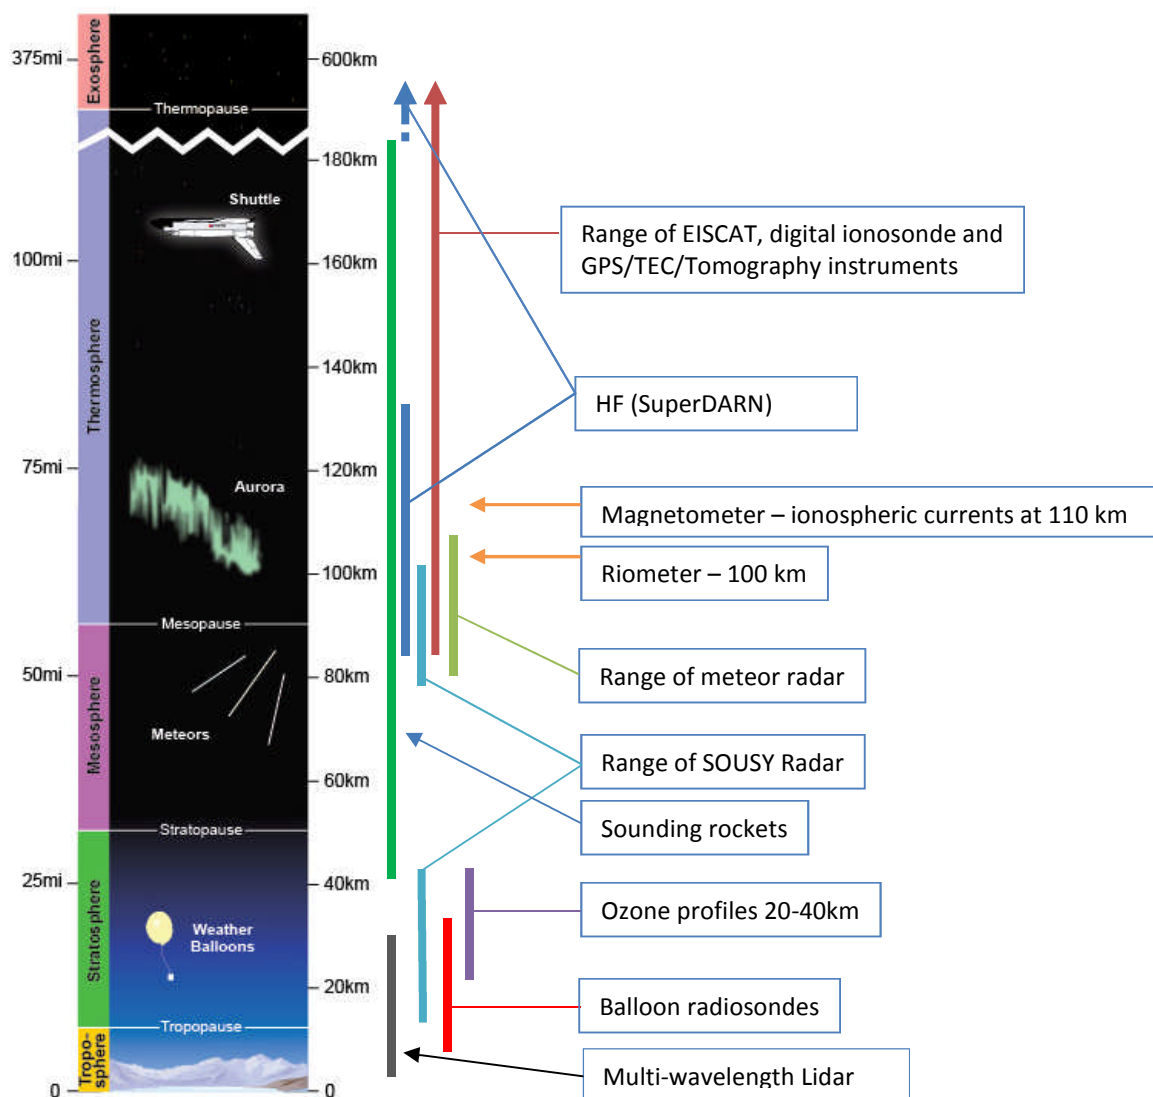 375mi
600km
Exosphere
Thermopause
180km
Shuttle
Range of EISCAT, digital ionosonde and
GPS/TEC/Tomography instruments
100mi
160km
Thermosphere
140km
HF (SuperDARN)
75mi
120km
Aurora
Magnetometer – ionospheric currents at 110 km
100km
Riometer – 100 km
Mesopause
50mi
80km
Range of meteor radar
Mesosphere
Meteors
Range of SOUSY Radar
60km
Stratopause
Sounding rockets
25mi
40km
Ozone profiles 20-40km
Stratosphere
Weather
Balloons
20km
Balloon radiosondes
Tropopause
Tropo-
sphere
Multi-wavelength Lidar
0
0